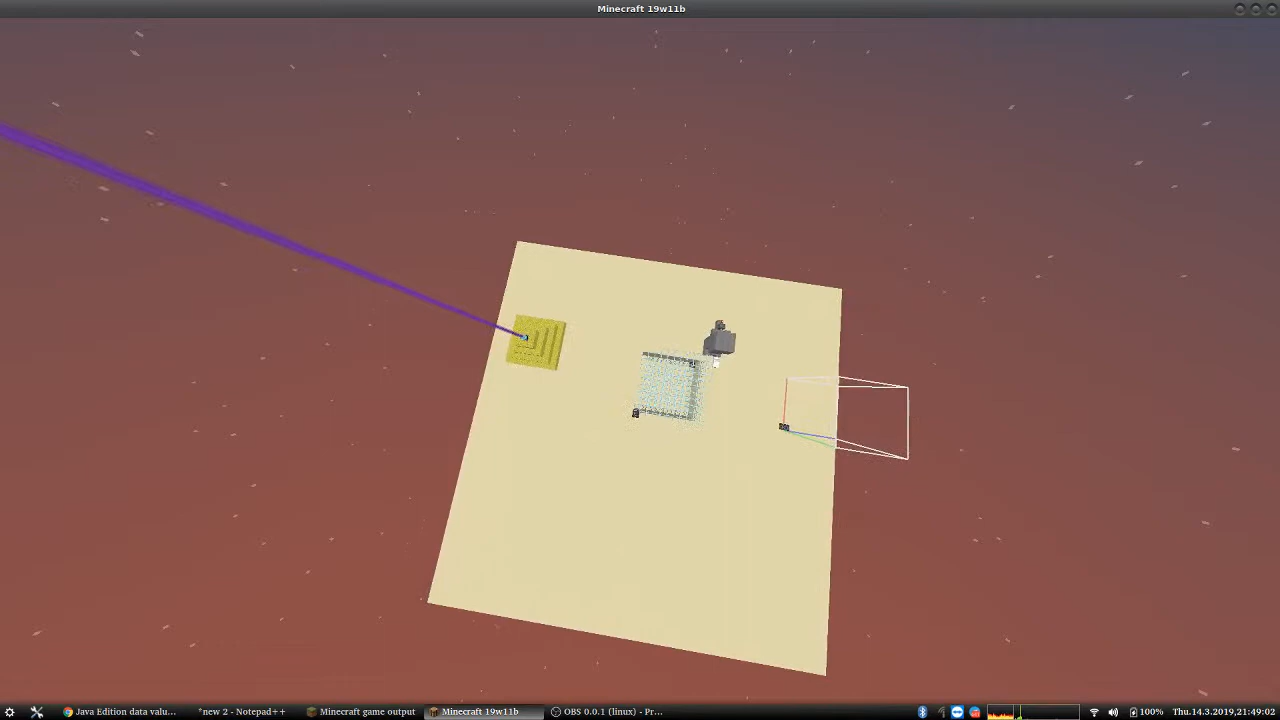 Minecraft 19w11b
Java Edition data valu...
*new 2 - Notepad++
Minecraft game output
Minecraft 19w11b
OBS 0.0.1 (linux) - Pr...
100%
Thu.14.3.2019,21:49:02